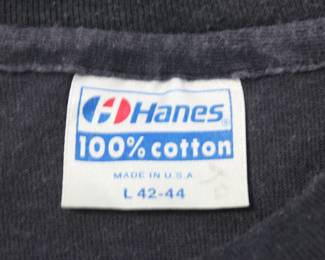 Hanes
100% cotton
MADE IN U.S.A
L 42-44